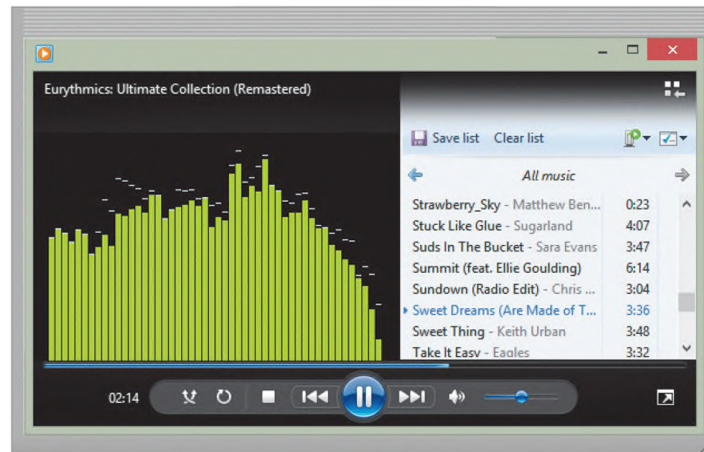 Eurythmics: Ultimate Collection (Remastered)
Save list Clear list
All music
Strawberry_Sky - Matthew Ben... 0:23
Stuck Like Glue - Sugarland 4:07
Suds In The Bucket - Sara Evans 3:47
Summit (feat. Ellie Goulding) 6:14
Sundown (Radio Edit) - Chris ... 3:04
Sweet Dreams (Are Made of T... 3:36
Sweet Thing - Keith Urban 3:48
Take It Easy - Eagles 3:32
02:14